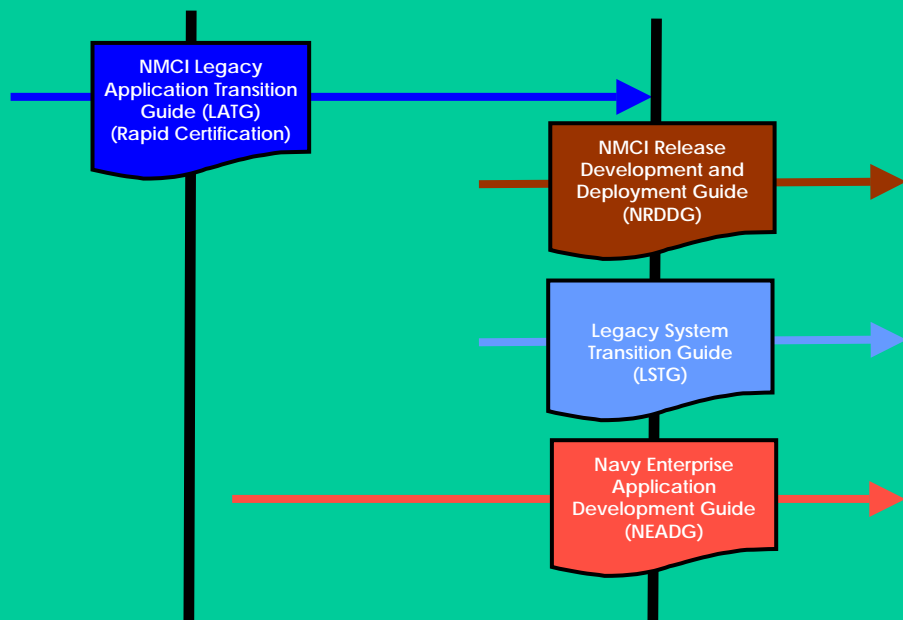 NMCI Legacy
Application Transition
Guide (LATG)
(Rapid Certification)
NMCI Release
Development and
Deployment Guide
(NRDDG)
Legacy System
Transition Guide
(LSTG)
Navy Enterprise
Application
Development Guide
(NEADG)